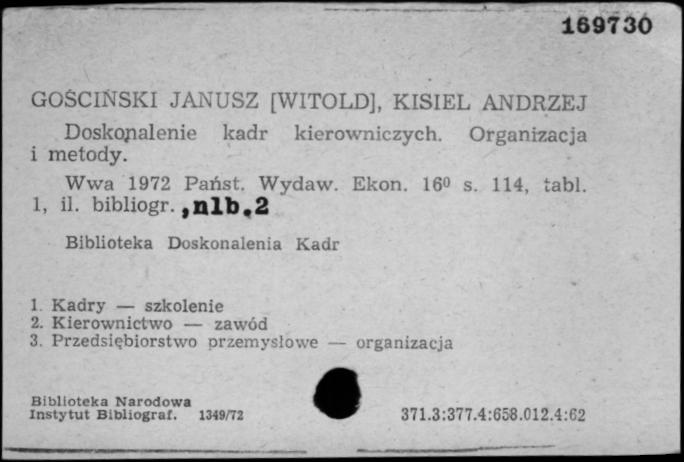 169730
GOŚCIŃSKI JANUSZ [WITOLD], KISIEL ANDRZEJ
Doskonalenie kadr kierowniczych. Organizacja
i metody.
Wwa 1972 Państ. Wydaw. Ekon. 16⁰ s. 114, tabl.
1, il. bibliogr. ,nlb.2
Biblioteka Doskonalenia Kadr
1. Kadry — szkolenie
2. Kierownictwo — zawód
3. Przedsiębiorstwo przemysłowe — organizacja
Biblioteka Narodowa
Instytut Bibliograf. 1349/72
371.3:377.4:658.012.4:62